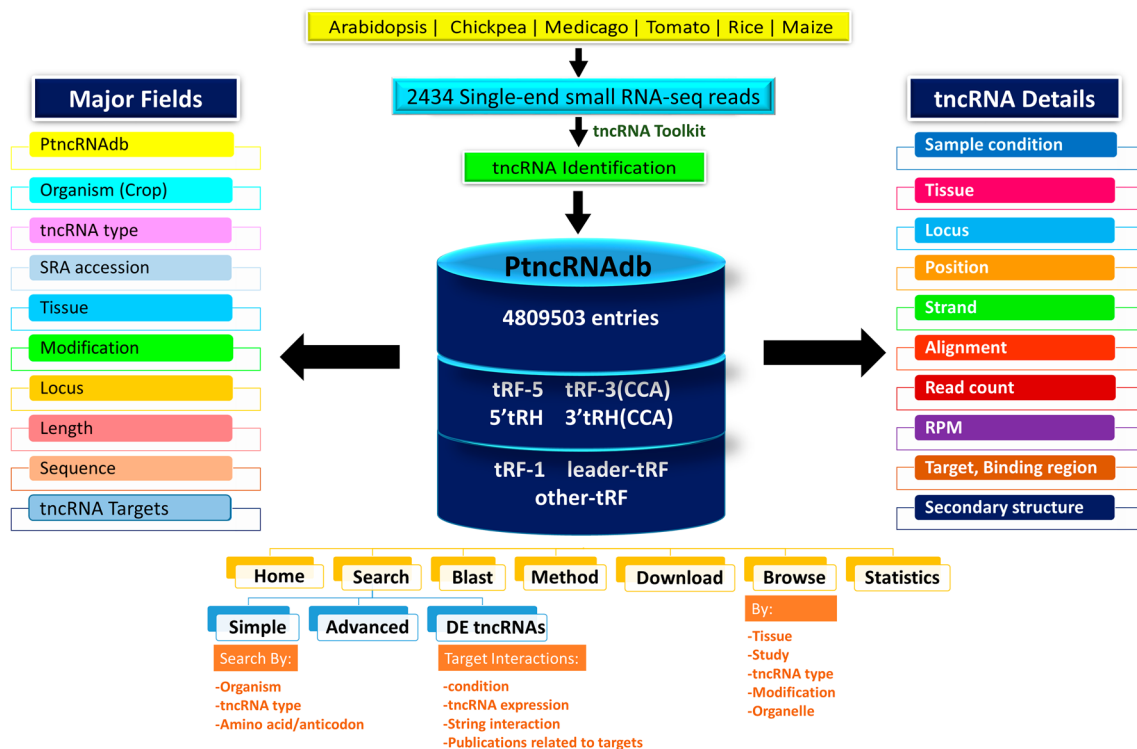 Arabidopsis | Chickpea | Medicago | Tomato | Rice | Maize
2434 Single-end small RNA-seq reads
tncRNA Toolkit
tncRNA Identification
Major Fields
PtncRNAdb
Organism (Crop)
tncRNA type
SRA accession
Tissue
Modification
Locus
Length
Sequence
tncRNA Targets
PtncRNAdb
4809503 entries
tRF-5 tRF-3(CCA)
5’tRH 3’tRH(CCA)
tRF-1 leader-tRF
other-tRF
tncRNA Details
Sample condition
Tissue
Locus
Position
Strand
Alignment
Read count
RPM
Target, Binding region
Secondary structure
Home Search Blast Method Download Browse Statistics
Simple Advanced DE tncRNAs
Search By:
-Organism
-tncRNA type
-Amino acid/anticodon
Target Interactions:
-condition
-tncRNA expression
-String interaction
-Publications related to targets
By:
-Tissue
-Study
-tncRNA type
-Modification
-Organelle